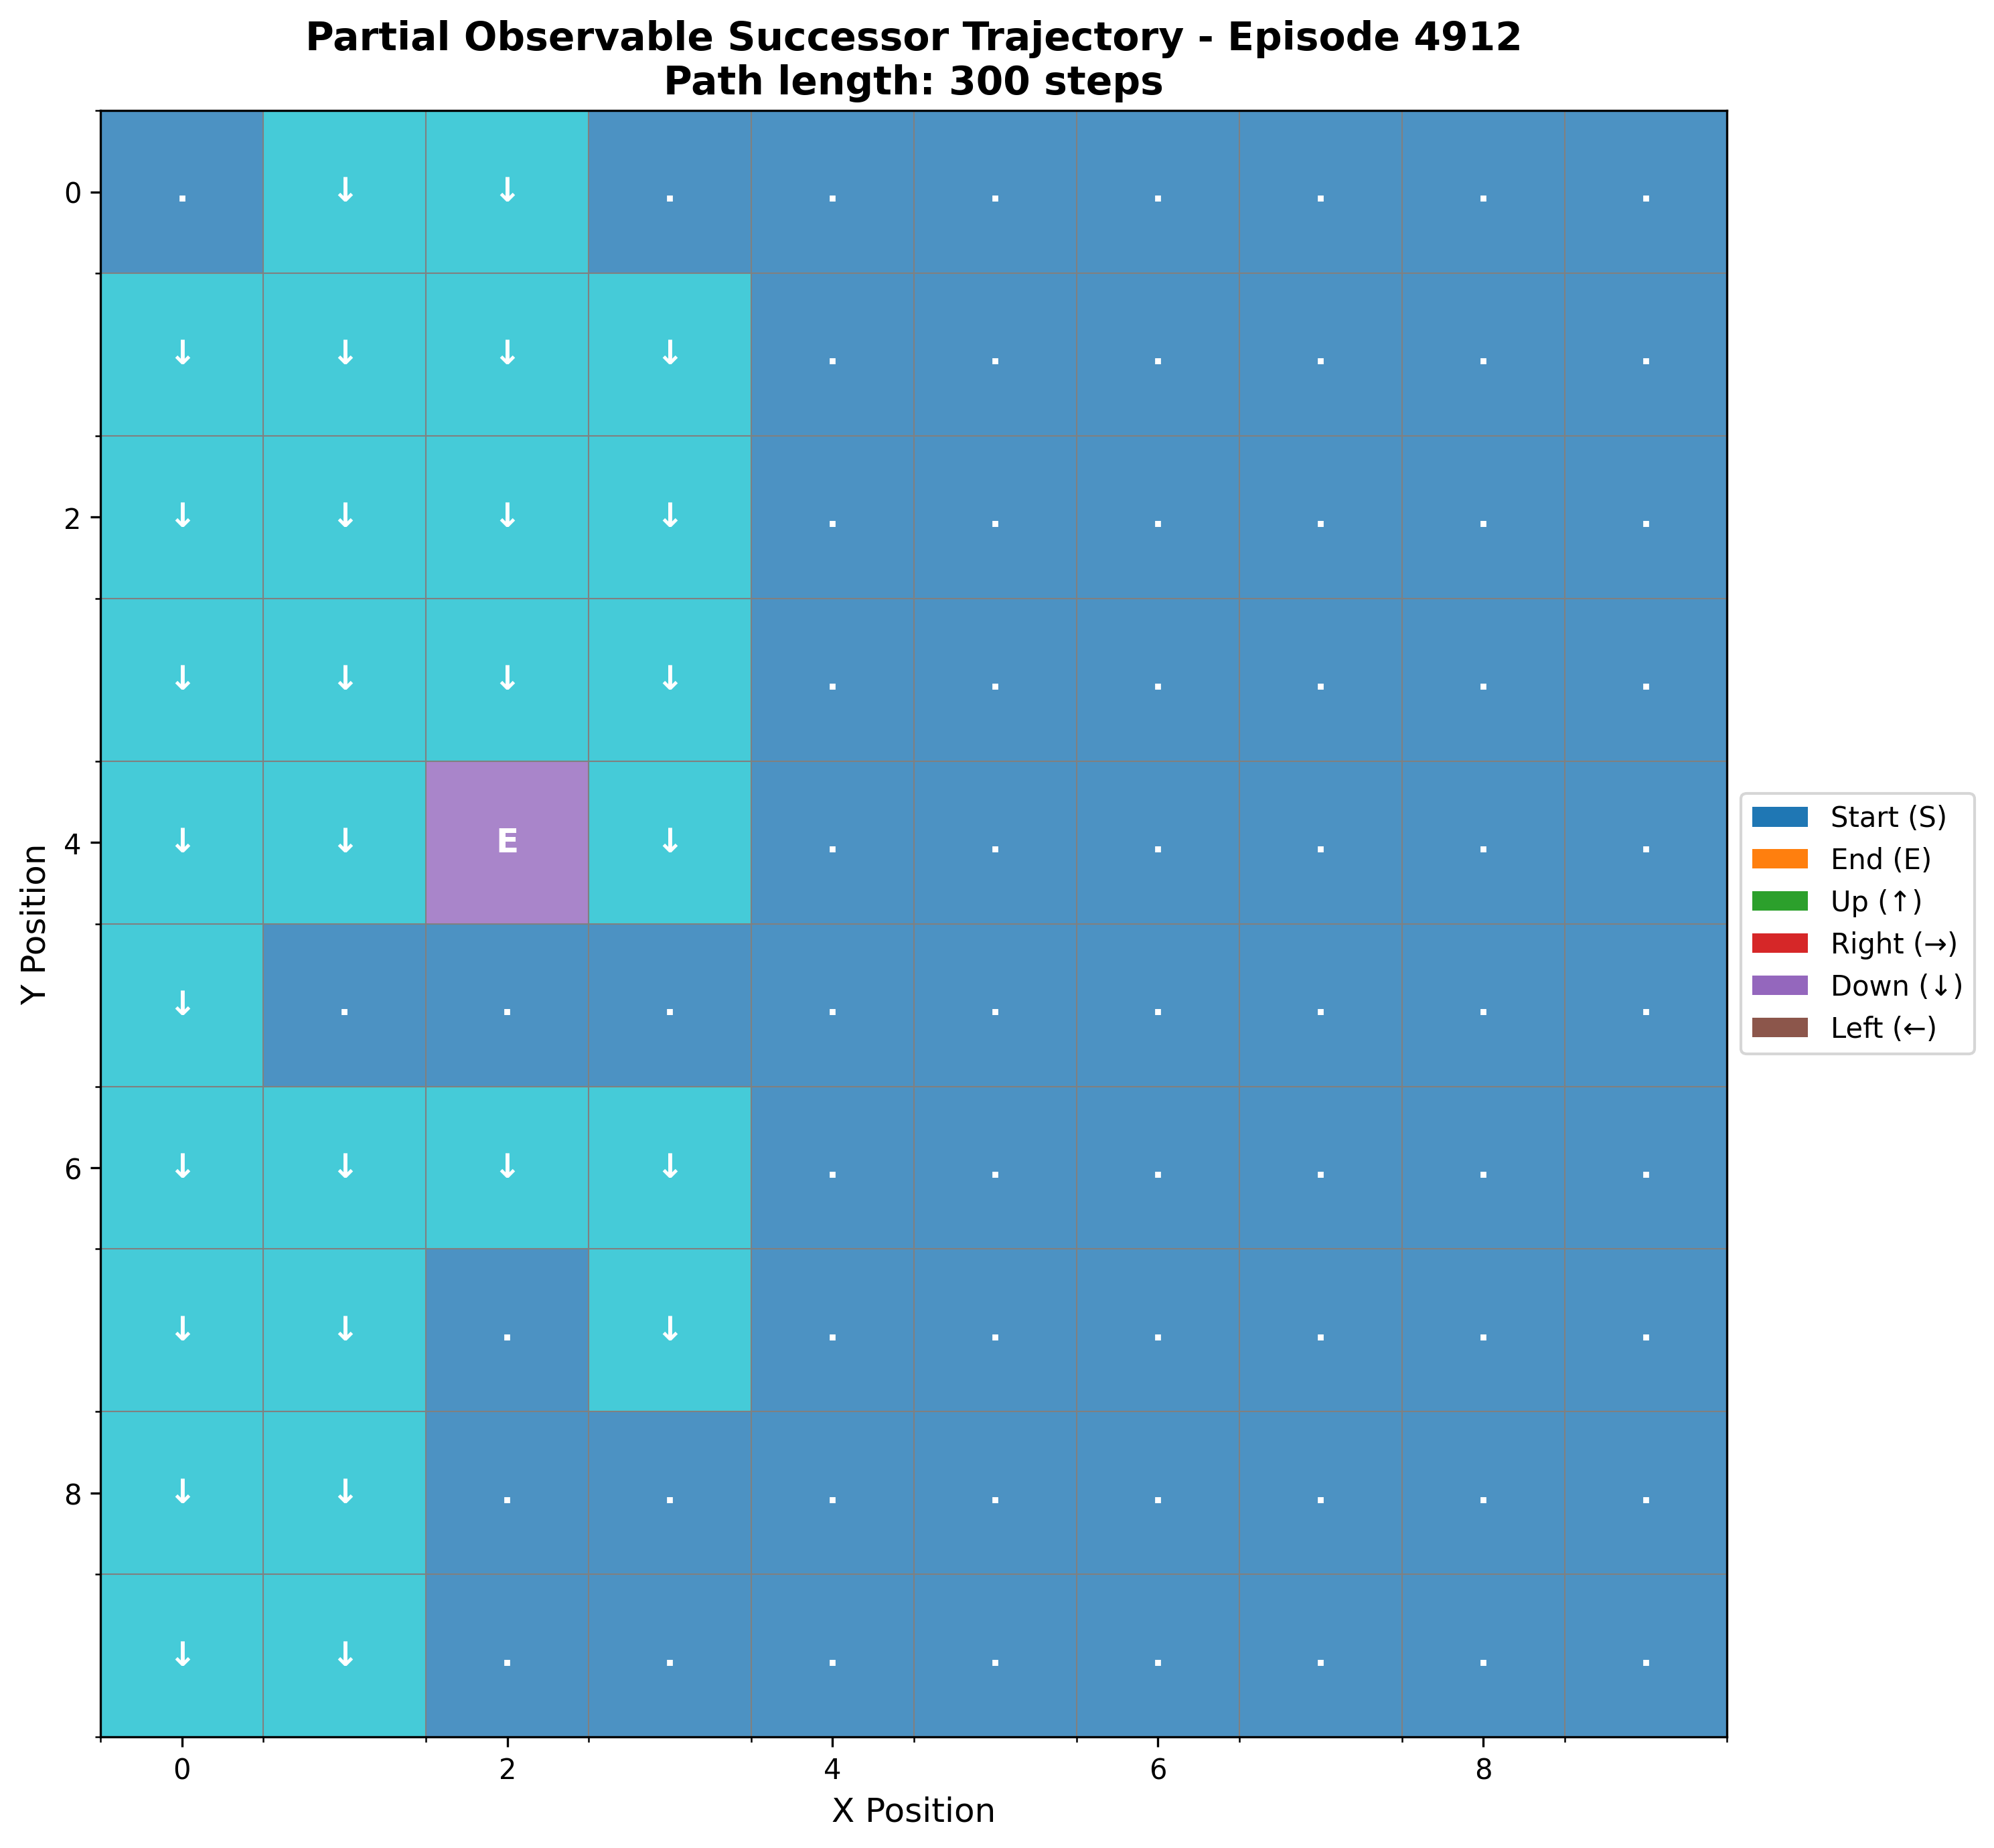 Partial Observable Successor Trajectory - Episode 4912
Path length: 300 steps
0 . ↓ ↓ . . . . . . .
↓ ↓ ↓ ↓ . . . . . .
2 ↓ ↓ ↓ ↓ . . . . . .
↓ ↓ ↓ ↓ . . . . . .
4 ↓ ↓ E ↓ . . . . . .
↓ . . . . . . . . .
6 ↓ ↓ ↓ ↓ . . . . . .
↓ ↓ . ↓ . . . . . .
8 ↓ ↓ . . . . . . . .
↓ ↓ . . . . . . . .
0 2 4 6 8
X Position
Y Position
Start (S)
End (E)
Up (↑)
Right (→)
Down (↓)
Left (←)